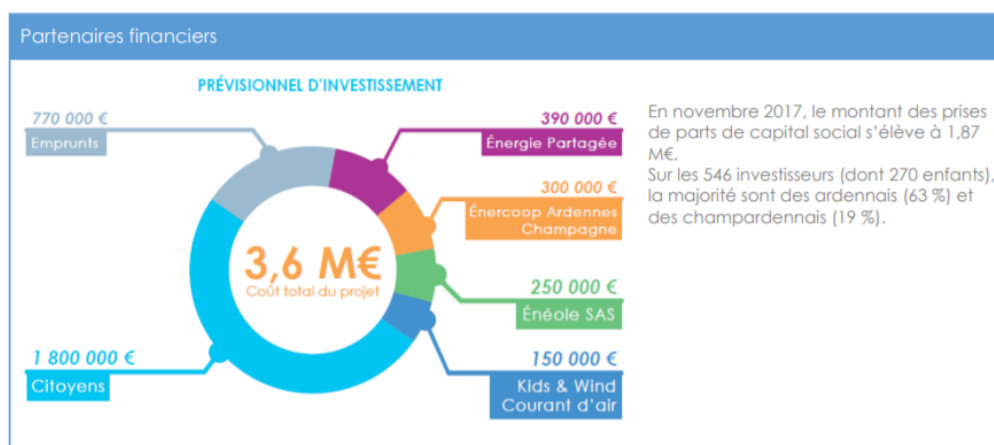 Partenaires financiers
PRÉVISIONNEL D'INVESTISSEMENT
770 000 €
Emprunts
390 000 €
Énergie Partagée
300 000 €
Énercoop Ardennes
Champagne
3,6 M€
Coût total du projet
250 000 €
Énéole SAS
1 800 000 €
Citoyens
150 000 €
Kids & Wind
Courant d'air
En novembre 2017, le montant des prises
de parts de capital social s'élève à 1,87
M€.
Sur les 546 investisseurs (dont 270 enfants),
la majorité sont des ardennais (63 %) et
des champardennais (19 %).